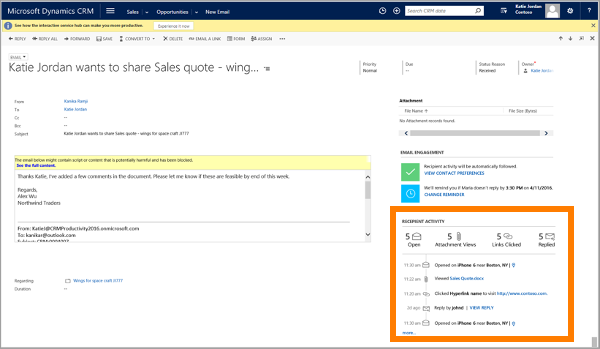 Microsoft Dynamics CRM
Sales
Opportunities
New Email
Search CRM data
Katie Jordan
Contoso
See how the interactive service hub can make you more productive.
Experience it now
REPLY
REPLY ALL
FORWARD
SAVE
CONVERT TO
DELETE
EMAIL A LINK
FORM
ASSIGN
EMAIL
Katie Jordan wants to share Sales quote - wing...
Priority
Normal
Due
--
Status Reason
Received
Owner*
Katie Jordan
From
To
Katie Jordan
Cc
--
Bcc
--
Subject
Katie Jordan wants to share Sales quote - wings for space craft
The email below might contain script or content that is potentially harmful and has been blocked.
See the full content.
Thanks Katie, I've added a few comments in the document. Please let me know if these are feasible by end of this week.
Regards,
Alex Wu
Northwind Traders
From: KatieJ@CRMProductivity2016.onmicrosoft.com
To: kanikar@outlook.com
Regarding
Wings for space craft
Duration
--
Attachment
File Name
File Size (Bytes)
No Attachment records found.
EMAIL ENGAGEMENT
Recipient activity will be automatically followed
VIEW CONTACT PREFERENCES
We'll remind you if Maria doesn't reply by 3:30 PM on 4/11/2016.
CHANGE REMINDER
RECIPIENT ACTIVITY
5
Open
5
Attachment Views
5
Links Clicked
5
Replied
11:30 am
Opened on iPhone 6 near Boston, NY |
11:22 am
Viewed Sales Quote.docx
11:20 am
Clicked Hyperlink name to visit http://www.contoso.com.
Reply by johnd | VIEW REPLY
11:30 am
Opened on iPhone 6 near Boston, NY |
more..